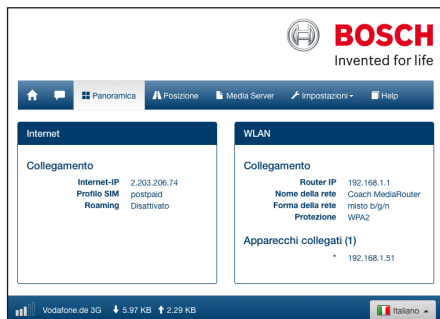 BOSCH
Invented for life
Panoramica Posizione Media Server Impostazioni Help
Internet
Collegamento
Internet-IP 2.203.206.74
Profilo SIM postpaid
Roaming Disattivato
WLAN
Collegamento
Router IP 192.168.1.1
Nome della rete Coach MediaRouter
Forma della rete misto b/g/n
Protezione WPA2
Apparecchi collegati (1)
* 192.168.1.51
Vodafone.de 3G 5.97 KB 2.29 KB
Italiano